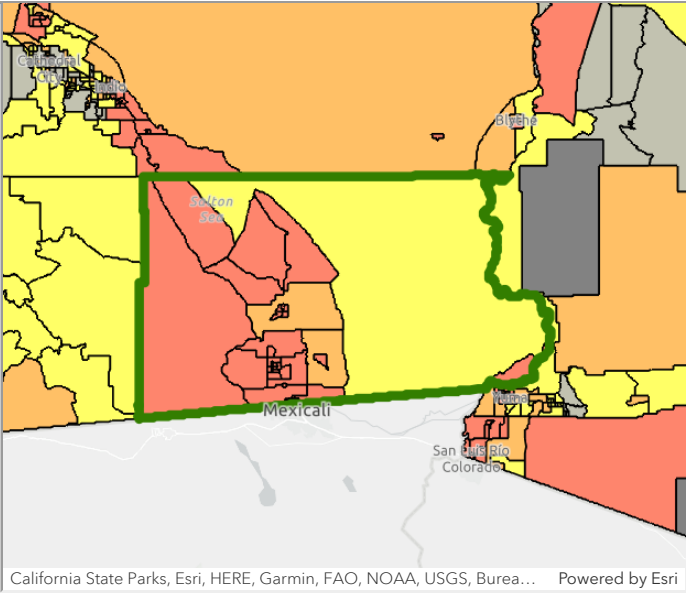 Cathedral
City
Indio
Blythe
Salton
Sea
Mexicali
Yuma
San Luis Río
Colorado
California State Parks, Esri, HERE, Garmin, FAO, NOAA, USGS, Burea... Powered by Esri